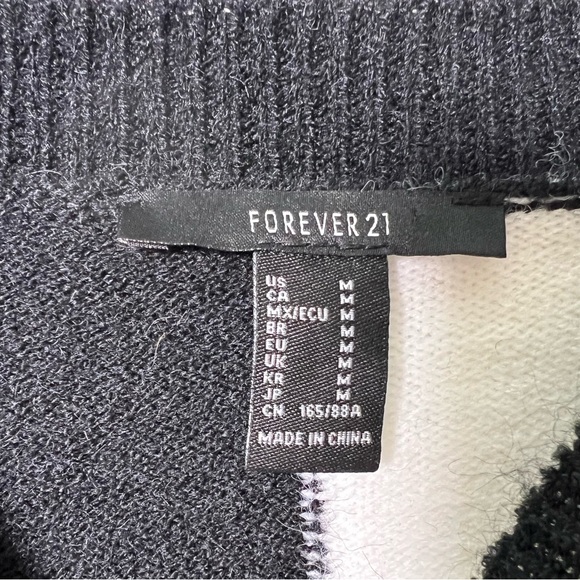 FOREVER 21
US M
CA M
MX/ECU M
BR M
EU M
UK M
KR M
JP M
CN 165/88A
MADE IN CHINA